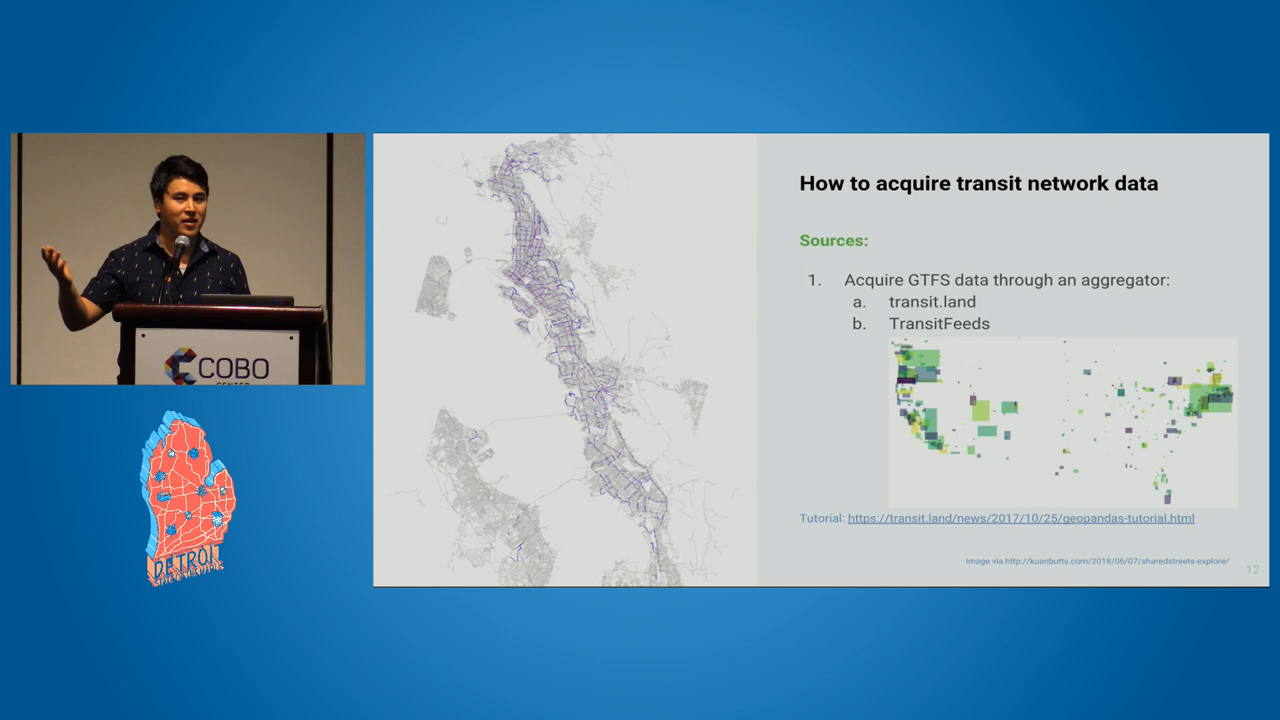 How to acquire transit network data
Sources:
1. Acquire GTFS data through an aggregator:
a. transit.land
b. TransitFeeds
Tutorial: https://transit.land/news/2017/10/25/geopandas-tutorial.html
Image via http://kuanbutts.com/2018/06/07/sharedstreets-explore/
12
COBO
CENTER
DETROIT